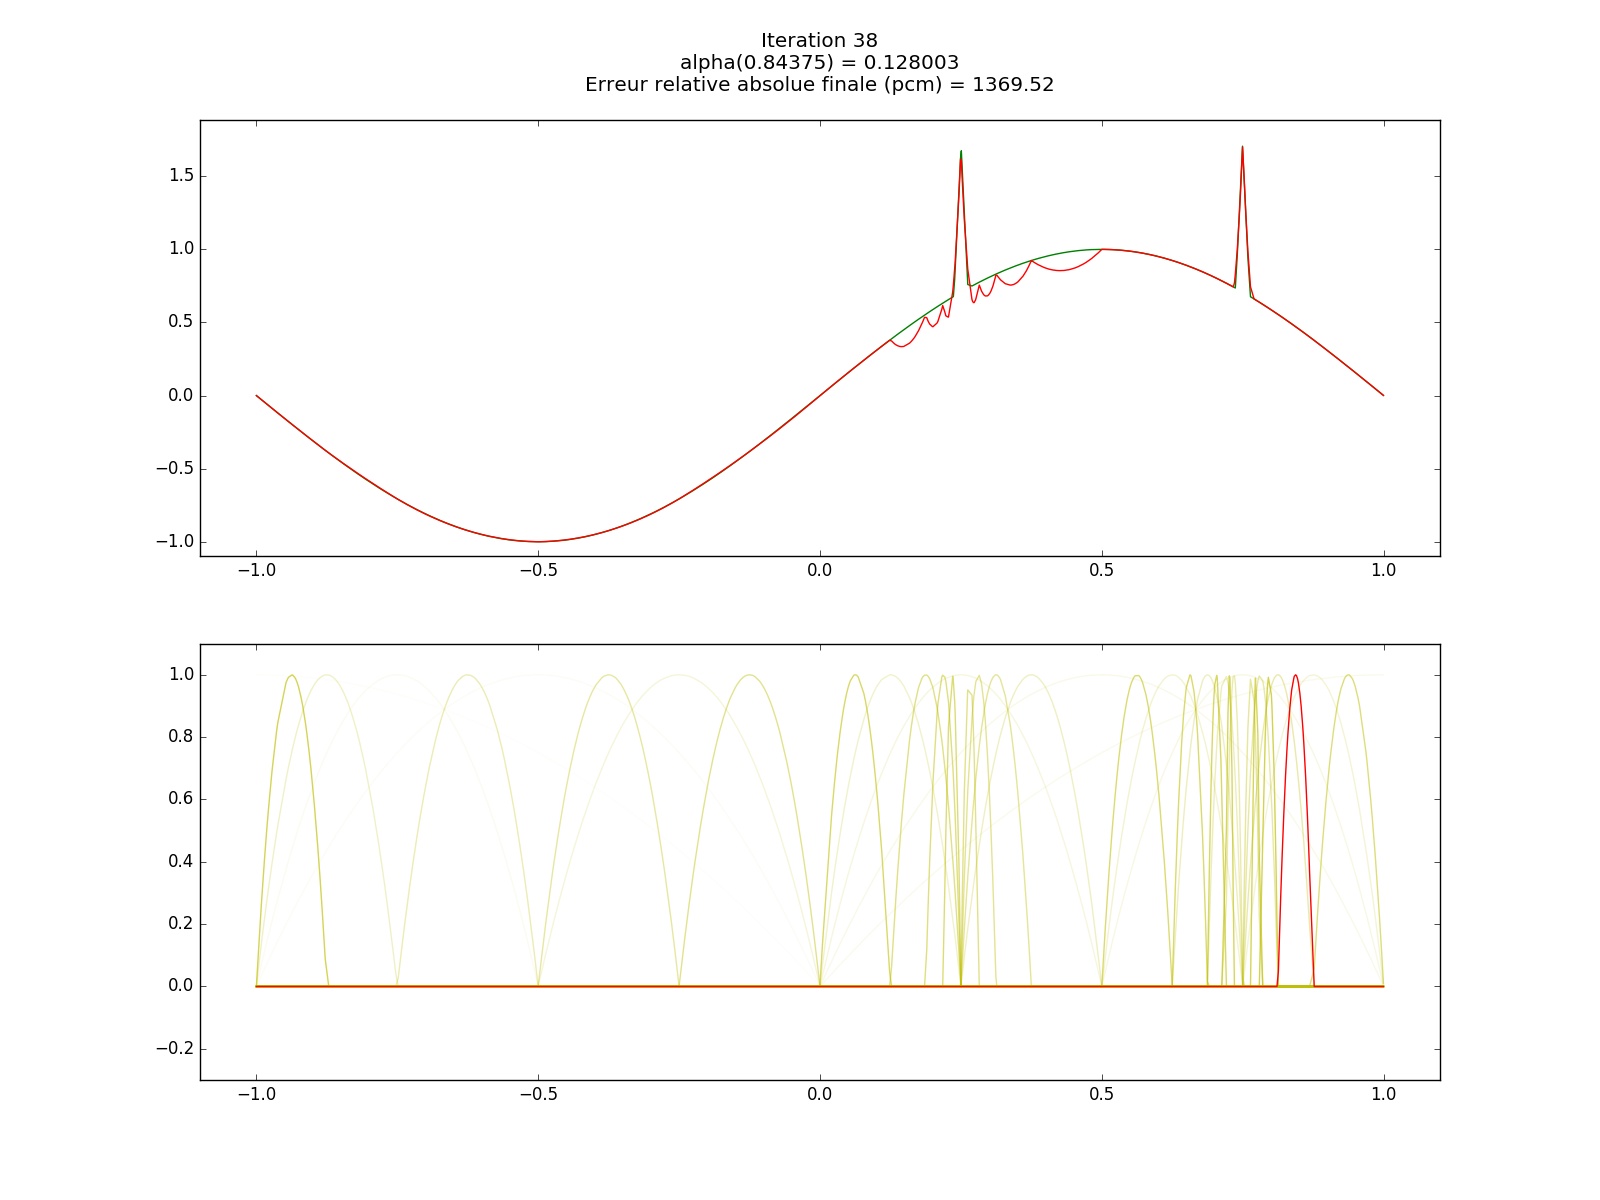 Iteration 38
alpha(0.84375) = 0.128003
Erreur relative absolue finale (pcm) = 1369.52
1.5
1.0
0.5
0.0
−0.5
−1.0
−1.0 −0.5 0.0 0.5 1.0
1.0
0.8
0.6
0.4
0.2
0.0
−0.2
−1.0 −0.5 0.0 0.5 1.0